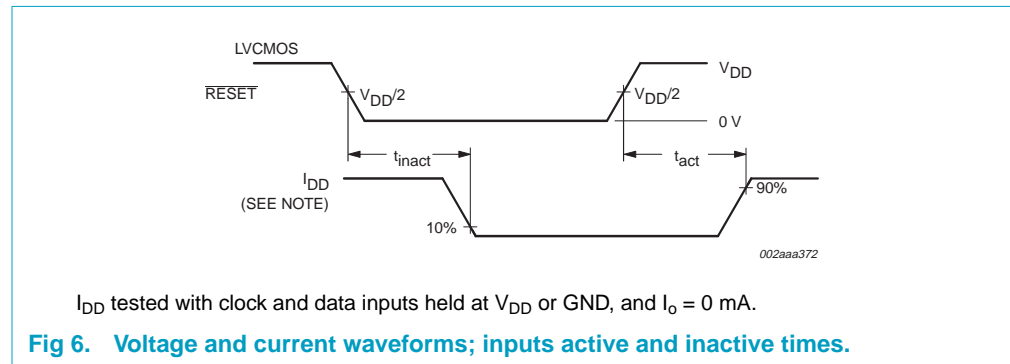 LVCMOS
RESET
VDD/2
VDD/2
VDD
0 V
tinact
tact
IDD
(SEE NOTE)
10%
90%
002aaa372
IDD tested with clock and data inputs held at VDD or GND, and Io = 0 mA.
Fig 6. Voltage and current waveforms; inputs active and inactive times.